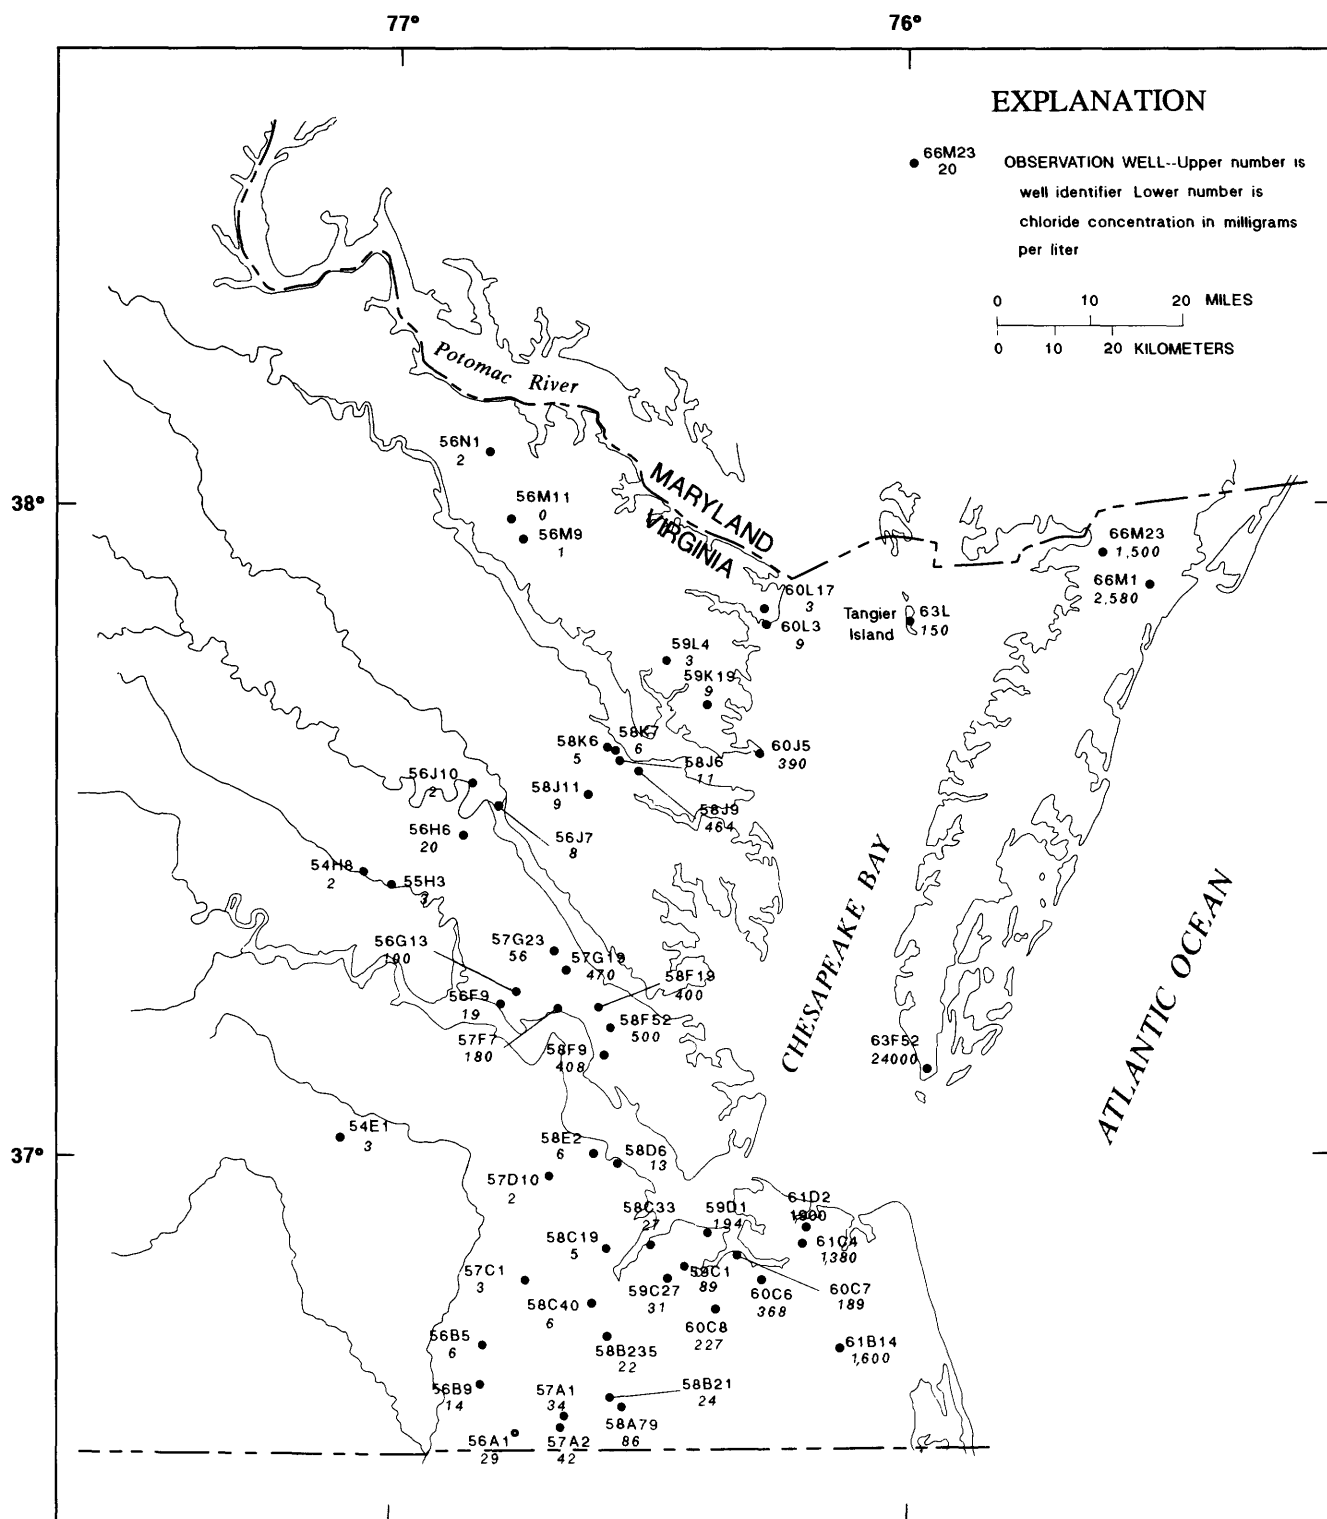 77°
76°
EXPLANATION
66M23
20
OBSERVATION WELL--Upper number is
well identifier Lower number is
chloride concentration in milligrams
per liter
0 10 20 MILES
0 10 20 KILOMETERS
Potomac River
56N1
2
38°
56M11
0
56M9
1
MARYLAND
VIRGINIA
66M23
1,500
66M1
2,580
60L17
3
60L3
9
Tangier
Island
63L
150
59L4
3
59K19
9
58K7
6
58K6
5
58J6
11
60J5
390
56J10
2
58J11
9
58J9
464
56H6
20
56J7
8
54H8
2
55H3
3
CHESAPEAKE BAY
ATLANTIC OCEAN
56G13
190
57G23
56
57G19
470
58F19
400
56F9
19
57F7
180
58F52
500
58F9
408
63F52
24000
54E1
3
37°
58E2
6
58D6
13
57D10
2
58C33
27
59D1
194
61D2
58C19
5
61C4
1380
57C1
3
59C27
31
59C1
89
60C6
368
60C7
189
58C40
6
60C8
227
56B5
6
58B235
22
61B14
1,600
56B9
14
57A1
34
58B21
24
58A79
86
56A1
29
57A2
42